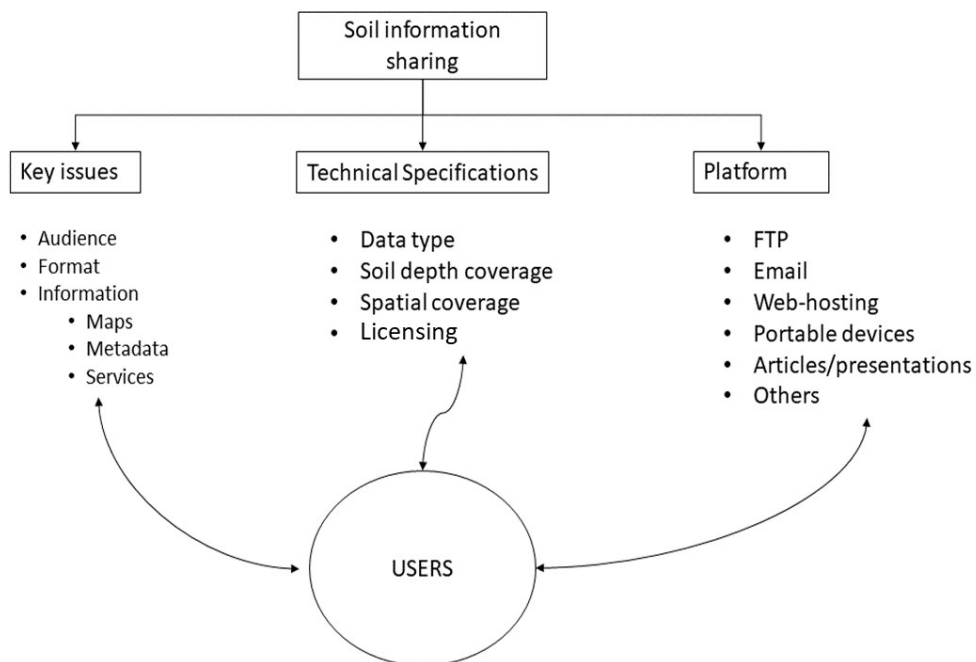 Soil information
sharing
Key issues
Technical Specifications
Platform
• Audience
• Format
• Information
• Maps
• Metadata
• Services
• Data type
• Soil depth coverage
• Spatial coverage
• Licensing
• FTP
• Email
• Web-hosting
• Portable devices
• Articles/presentations
• Others
USERS